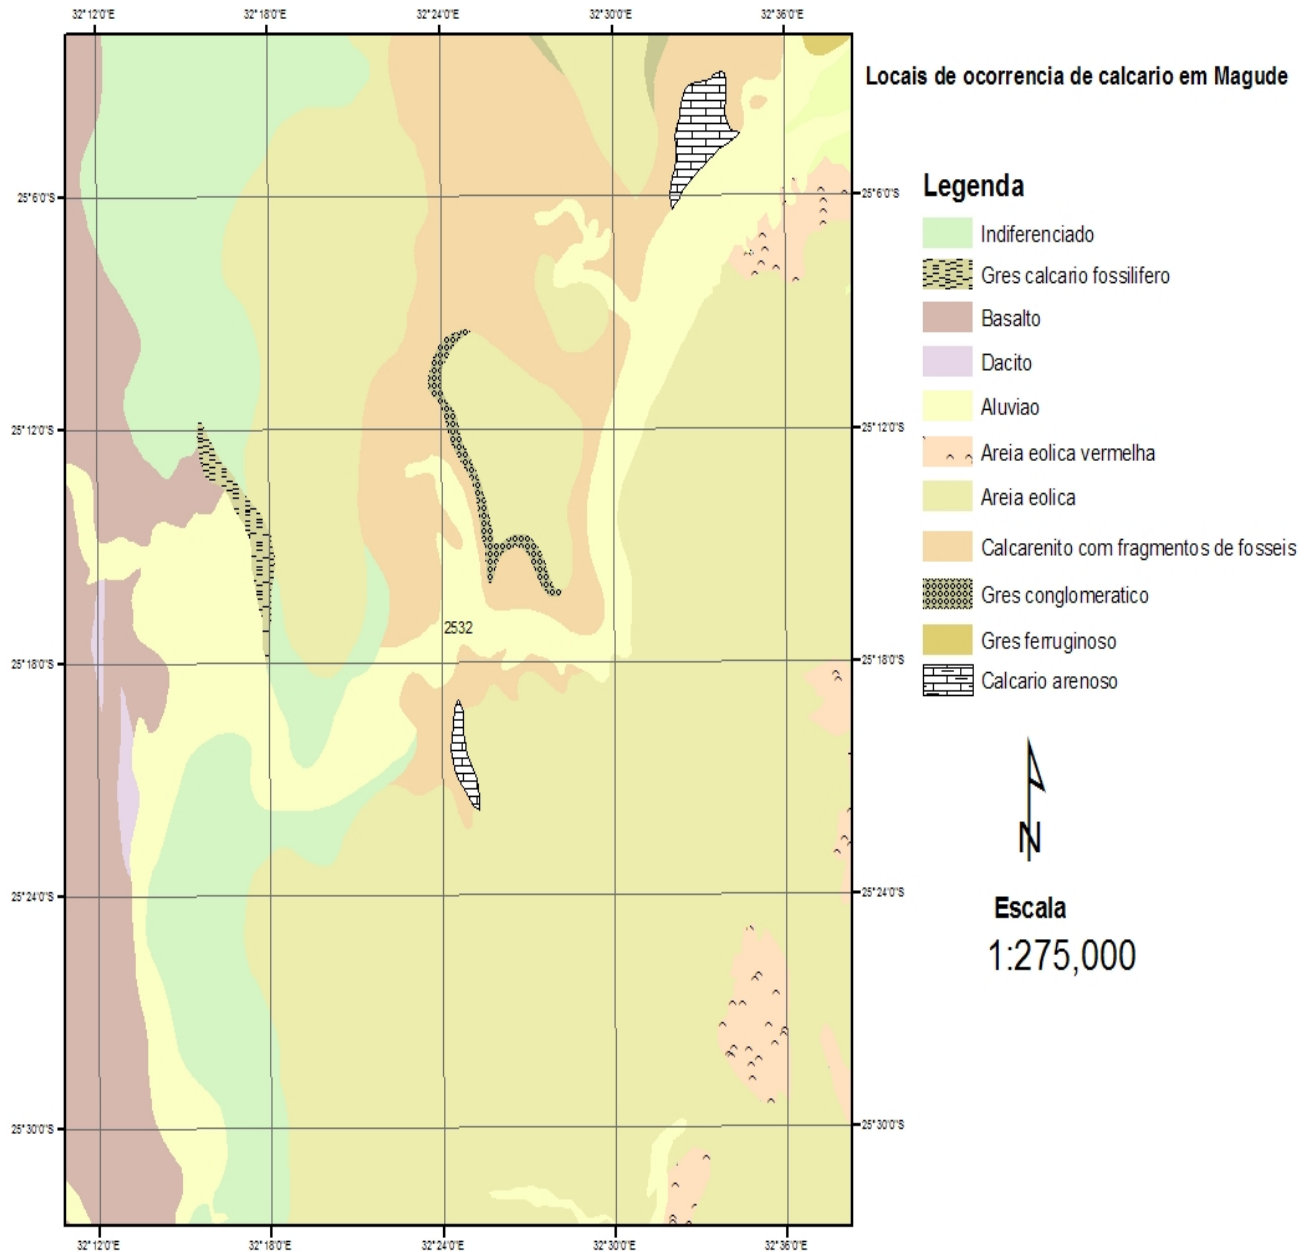 32°12'0"E 32°18'0"E 32°24'0"E 32°30'0"E 32°36'0"E
Locais de ocorrencia de calcario em Magude
25°6'0"S 25°6'0"S
25°12'0"S 25°12'0"S
25°18'0"S 25°18'0"S
25°24'0"S 25°24'0"S
25°30'0"S 25°30'0"S
2532
32°12'0"E 32°18'0"E 32°24'0"E 32°30'0"E 32°36'0"E
Legenda
Indiferenciado
Gres calcario fossilifero
Basalto
Dacito
Aluviao
Areia eolica vermelha
Areia eolica
Calcarenito com fragmentos de fosseis
Gres conglomeratico
Gres ferruginoso
Calcario arenoso
N
Escala
1:275,000